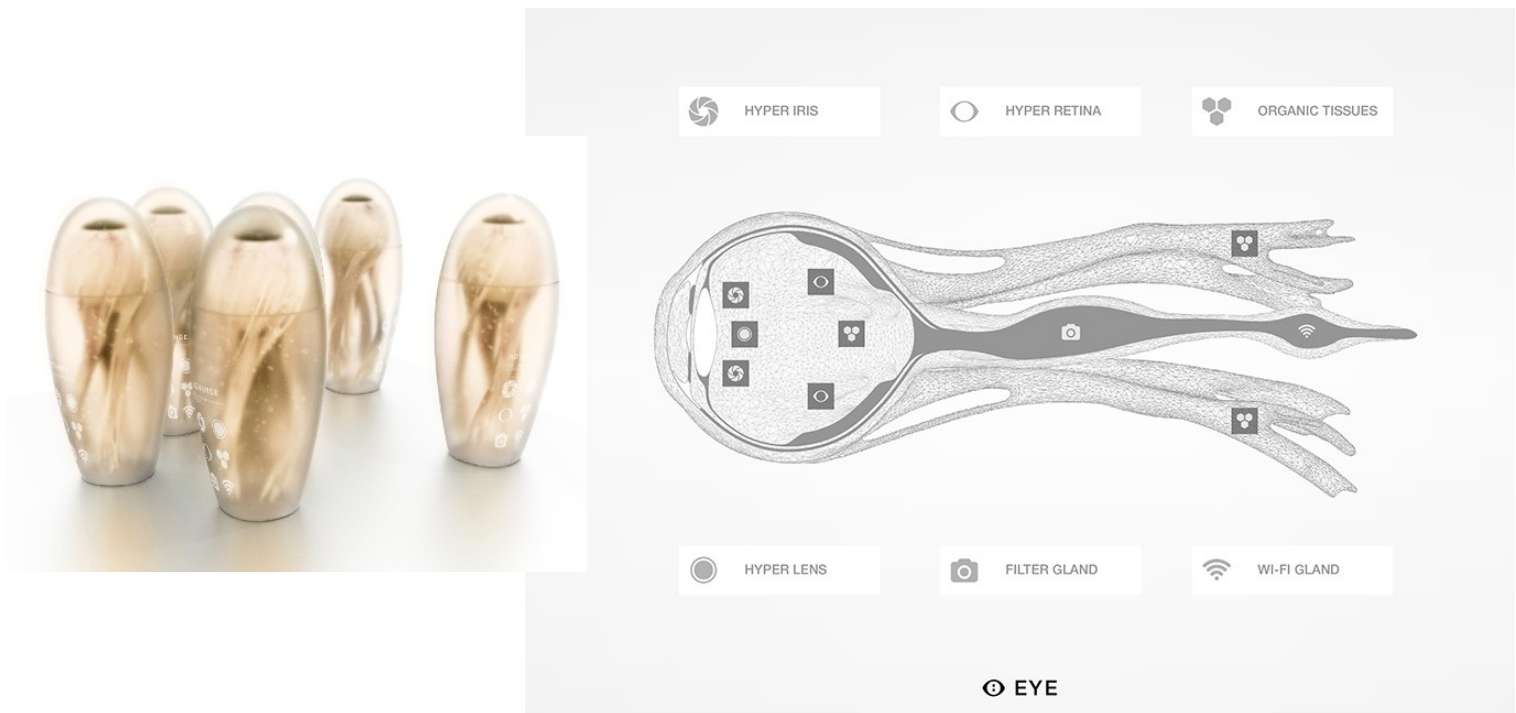 HYPER IRIS
HYPER RETINA
ORGANIC TISSUES
HYPER LENS
FILTER GLAND
WI-FI GLAND
EYE